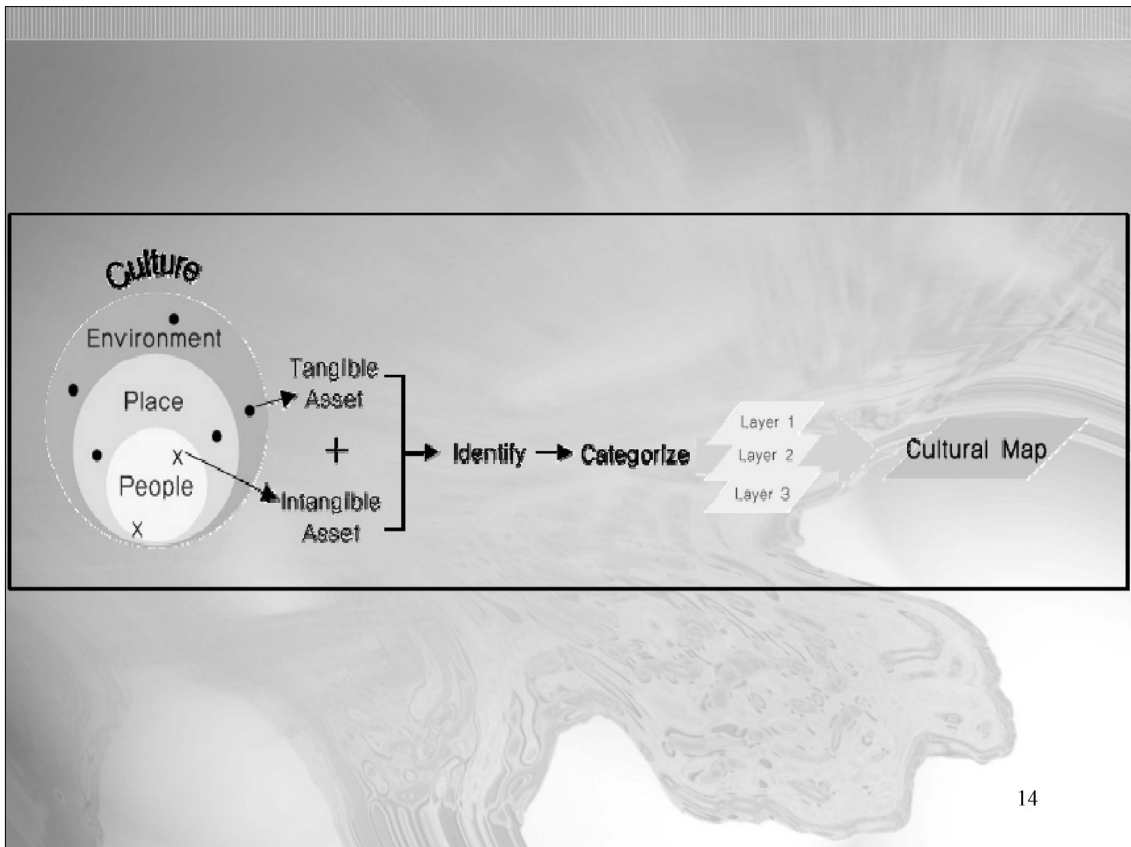 Culture
Environment
Place
People
X
X
Tangible
Asset
+
Intangible
Asset
Identify
Categorize
Layer 1
Layer 2
Layer 3
Cultural Map
14